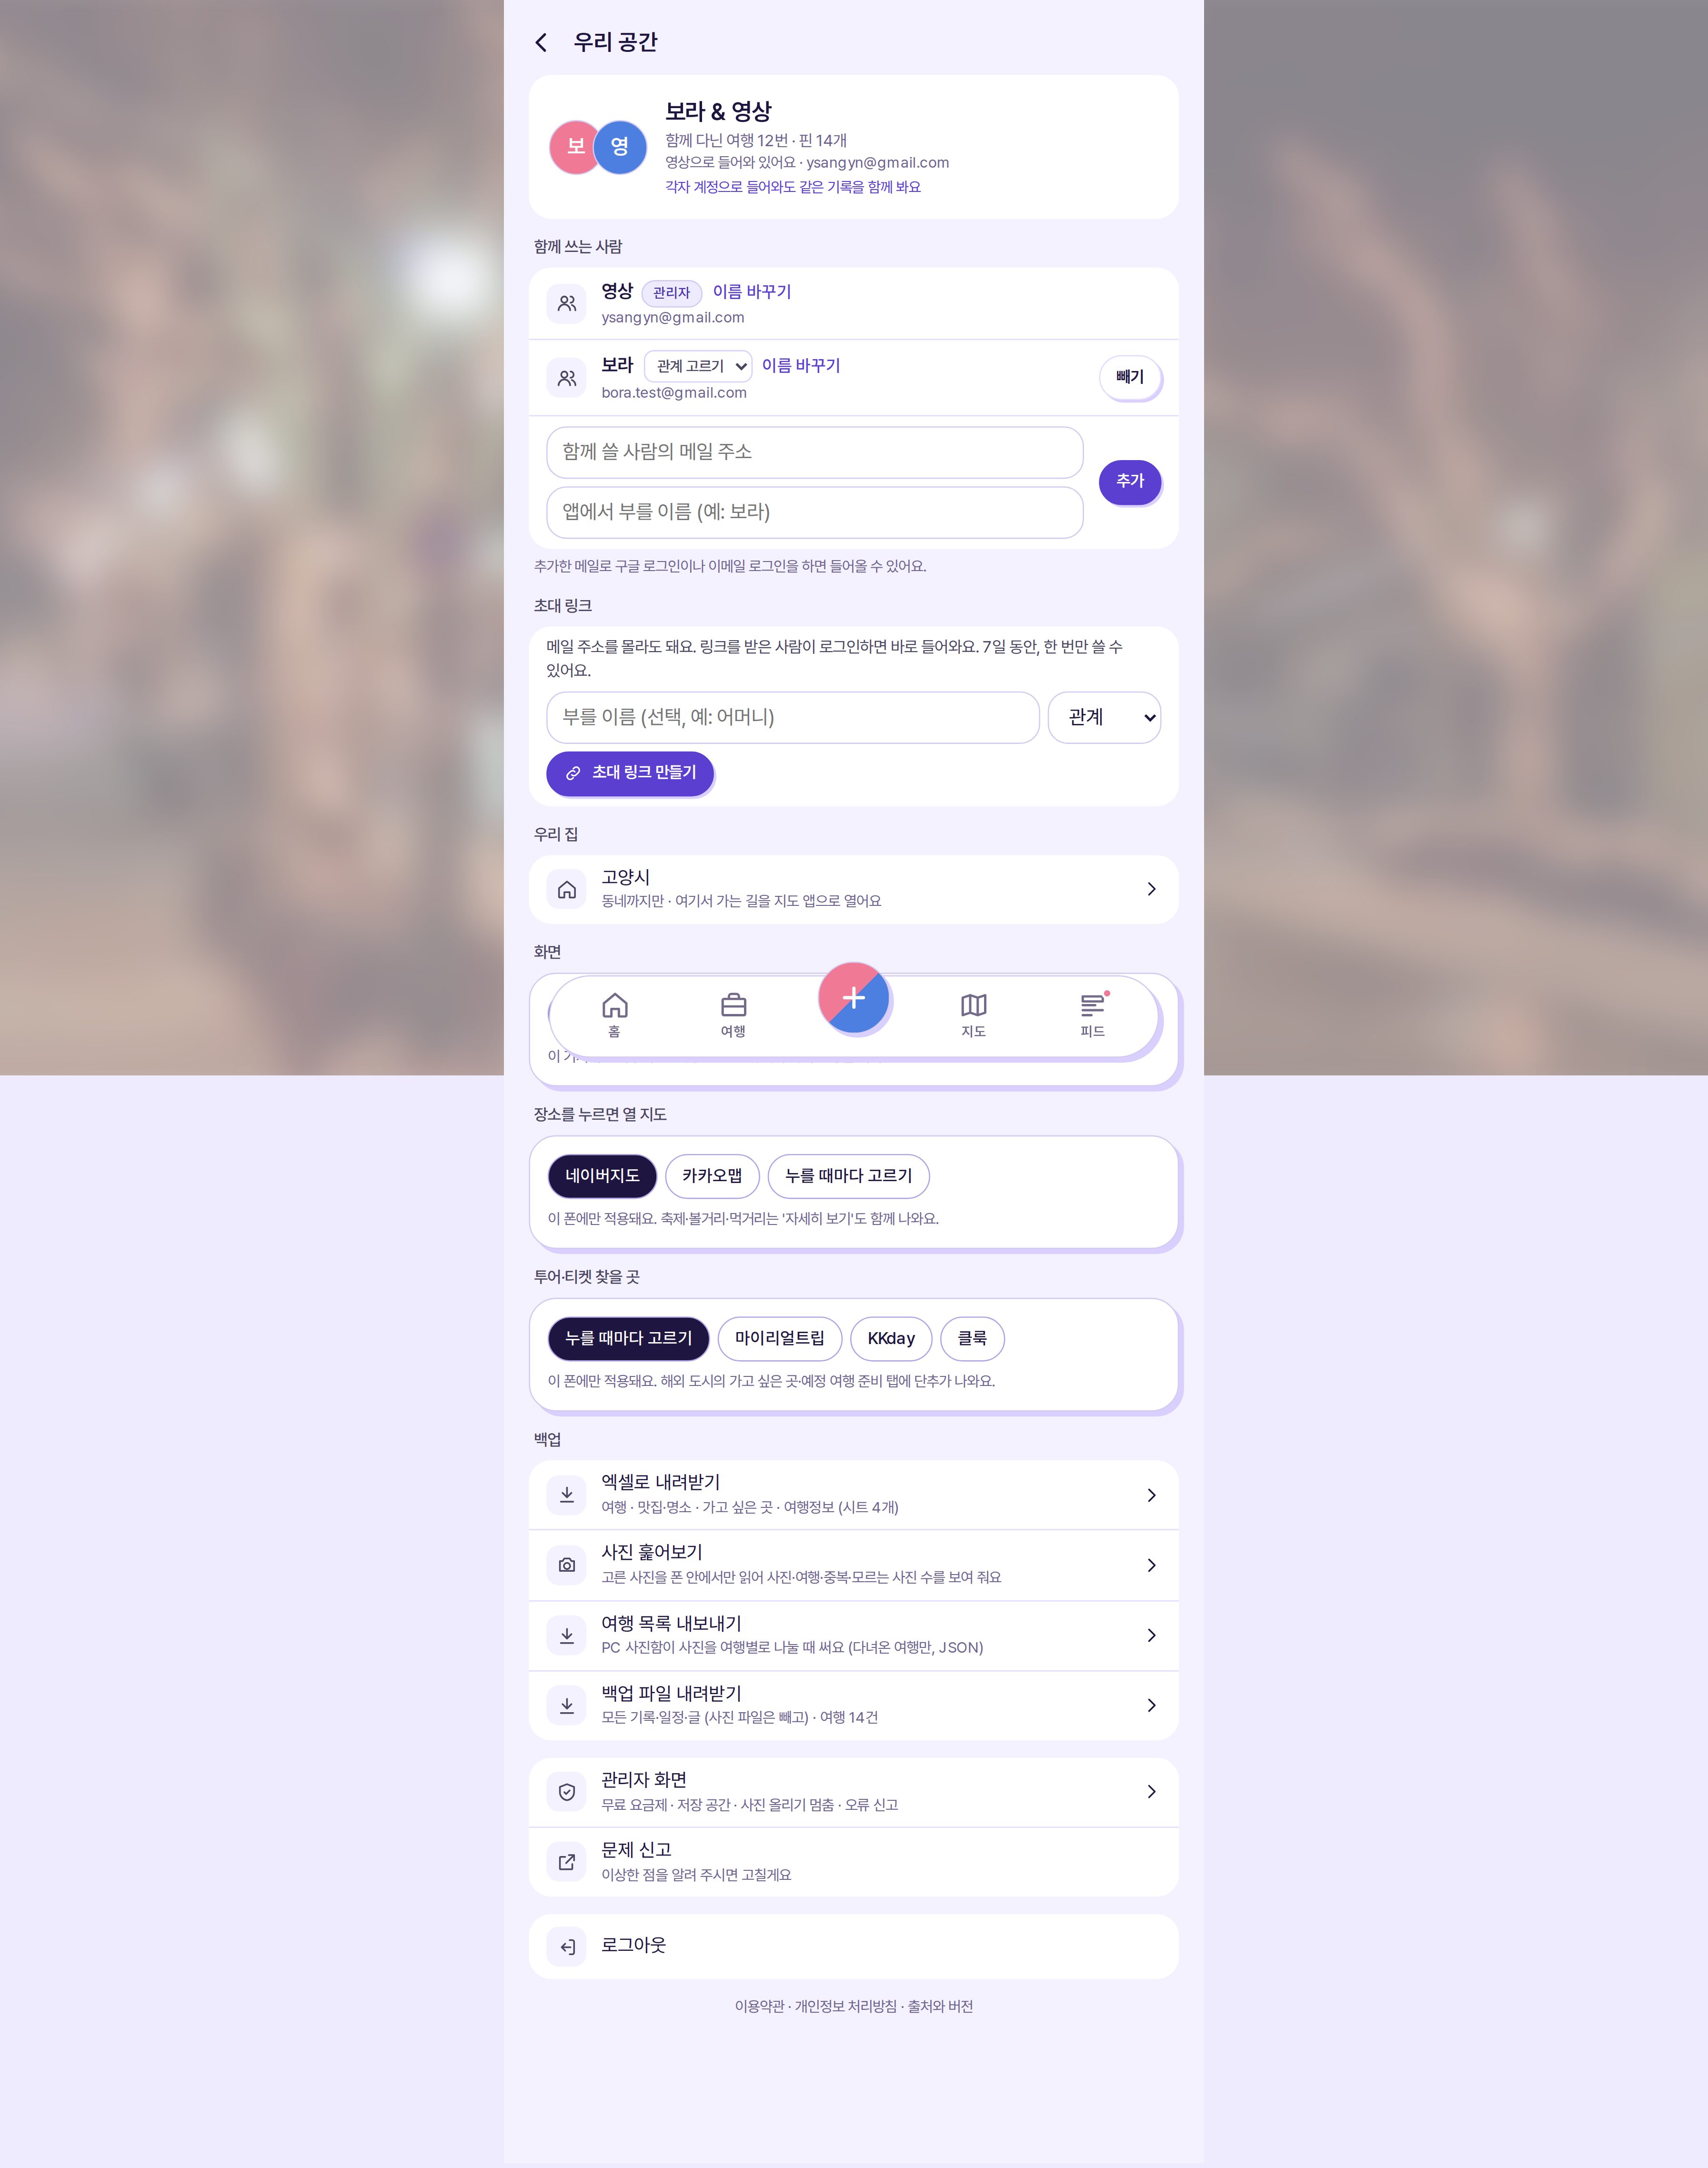 우리 공간
보 영
보라 & 영상
함께 다닌 여행 12번 · 핀 14개
영상으로 들어와 있어요 · ysangyn@gmail.com
각자 계정으로 들어와도 같은 기록을 함께 봐요
함께 쓰는 사람
영상 관리자 이름 바꾸기
ysangyn@gmail.com
보라 관계 고르기 이름 바꾸기
bora.test@gmail.com
빼기
함께 쓸 사람의 메일 주소
앱에서 부를 이름 (예: 보라)
추가
추가한 메일로 구글 로그인이나 이메일 로그인을 하면 들어올 수 있어요.
초대 링크
메일 주소를 몰라도 돼요. 링크를 받은 사람이 로그인하면 바로 들어와요. 7일 동안, 한 번만 쓸 수
있어요.
부를 이름 (선택, 예: 어머니) 관계
초대 링크 만들기
우리 집
고양시
동네까지만 · 여기서 가는 길을 지도 앱으로 열어요
화면
홈 여행 지도 피드
이
장소를 누르면 열 지도
네이버지도 카카오맵 누를 때마다 고르기
이 폰에만 적용돼요. 축제·볼거리·먹거리는 '자세히 보기'도 함께 나와요.
투어·티켓 찾을 곳
누를 때마다 고르기 마이리얼트립 KKday 클룩
이 폰에만 적용돼요. 해외 도시의 가고 싶은 곳·예정 여행 준비 탭에 단추가 나와요.
백업
엑셀로 내려받기
여행 · 맛집·명소 · 가고 싶은 곳 · 여행정보 (시트 4개)
사진 훑어보기
고른 사진을 폰 안에서만 읽어 사진·여행·중복·모르는 사진 수를 보여 줘요
여행 목록 내보내기
PC 사진함이 사진을 여행별로 나눌 때 써요 (다녀온 여행만, JSON)
백업 파일 내려받기
모든 기록·일정·글 (사진 파일은 빼고) · 여행 14건
관리자 화면
무료 요금제 · 저장 공간 · 사진 올리기 멈춤 · 오류 신고
문제 신고
이상한 점을 알려 주시면 고칠게요
로그아웃
이용약관 · 개인정보 처리방침 · 출처와 버전